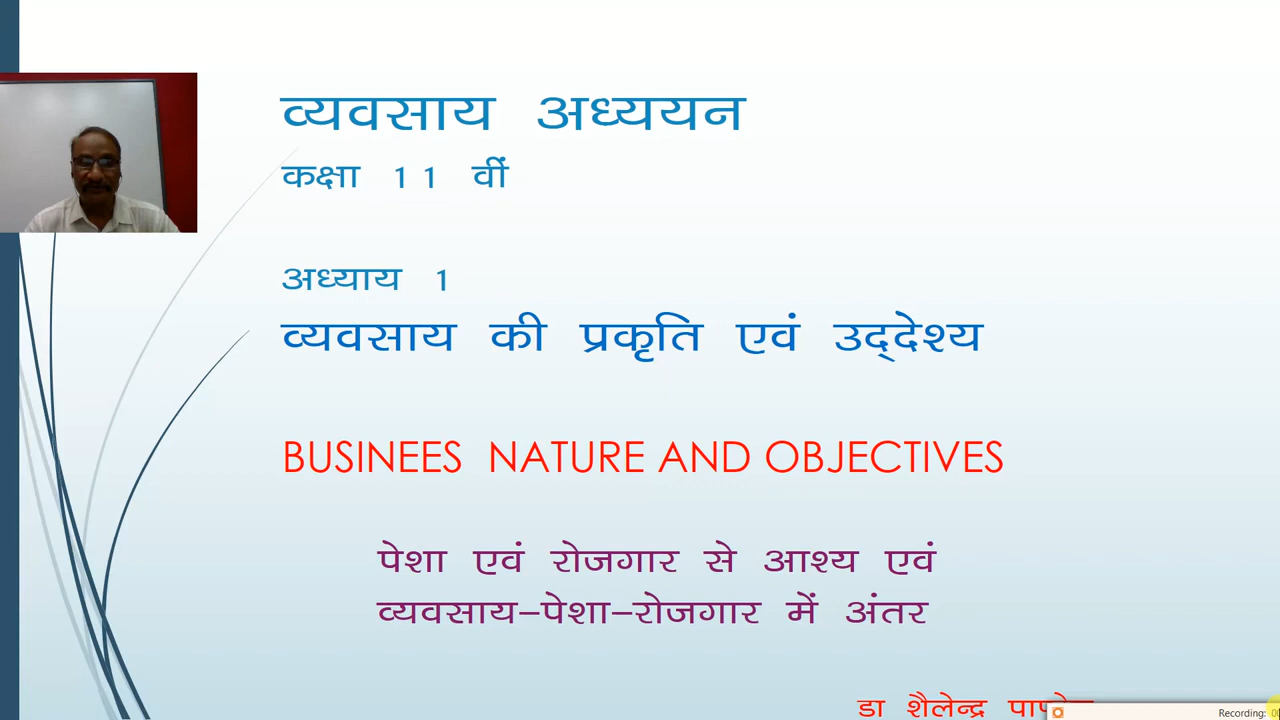 व्यवसाय अध्ययन
कक्षा 11 वीं
अध्याय 1
व्यवसाय की प्रकृति एवं उद्देश्य
BUSINEES NATURE AND OBJECTIVES
पेशा एवं रोजगार से आश्य एवं
व्यवसाय–पेशा–रोजगार में अंतर
डा शैलेन्द्र
Recording: